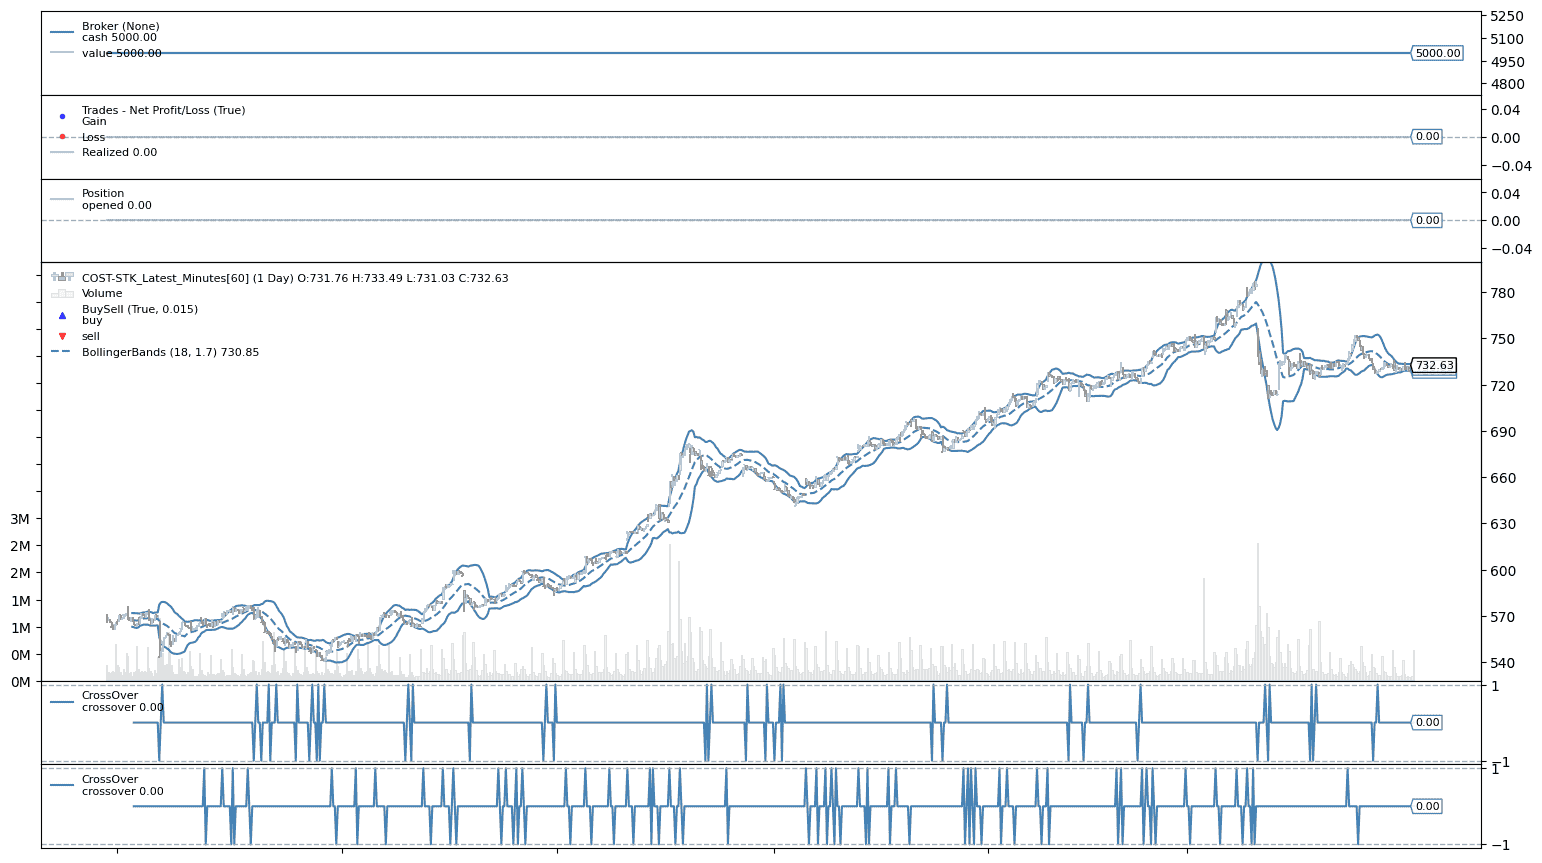 Broker (None)
cash 5000.00
value 5000.00
5000.00
5250
5100
4950
4800
Trades - Net Profit/Loss (True)
Gain
Loss
Realized 0.00
0.00
0.04
0.00
−0.04
Position
opened 0.00
0.00
0.04
0.00
−0.04
COST-STK_Latest_Minutes[60] (1 Day) O:731.76 H:733.49 L:731.03 C:732.63
Volume
BuySell (True, 0.015)
buy
sell
BollingerBands (18, 1.7) 730.85
732.63
780
750
720
690
660
630
600
570
540
3M
2M
2M
1M
1M
0M
0M
CrossOver
crossover 0.00
0.00
1
−1
CrossOver
crossover 0.00
0.00
1
−1